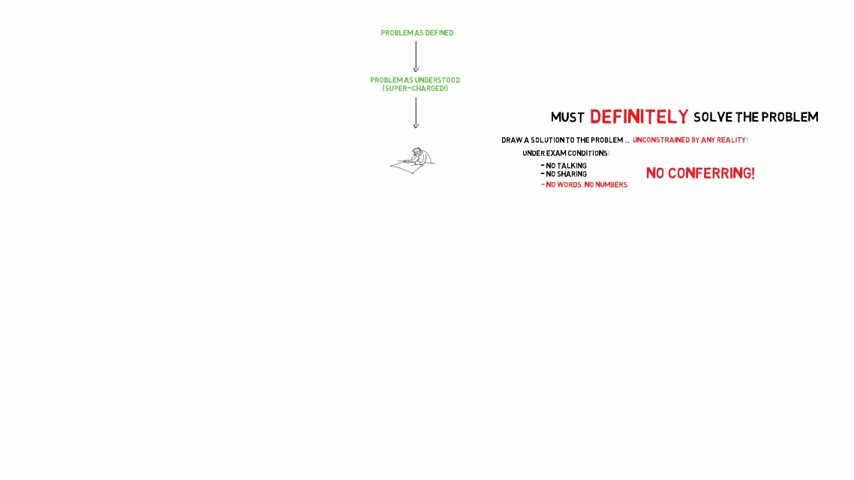 PROBLEM AS DEFINED
PROBLEM AS UNDERSTOOD
(SUPER-CHARGED!)
MUST DEFINITELY SOLVE THE PROBLEM
DRAW A SOLUTION TO THE PROBLEM ... UNCONSTRAINED BY ANY REALITY!
UNDER EXAM CONDITIONS:
- NO TALKING
- NO SHARING
- NO WORDS, NO NUMBERS
NO CONFERRING!